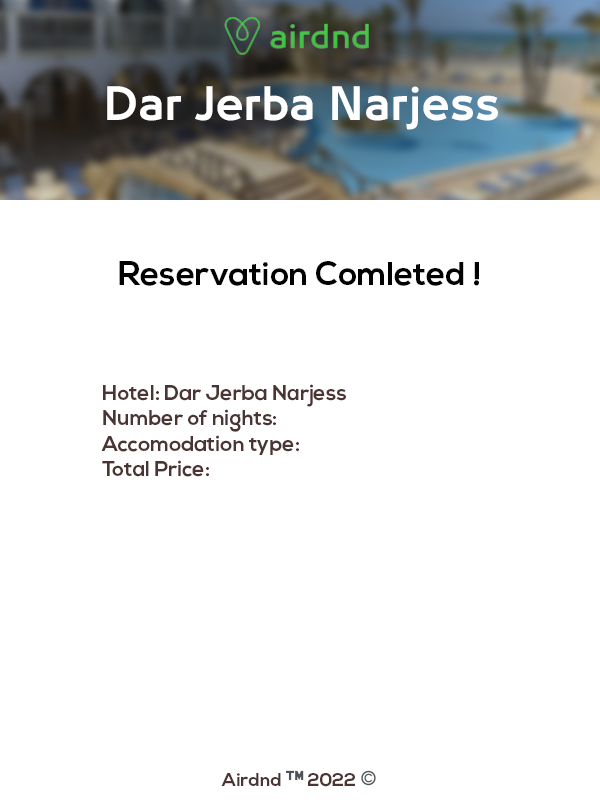 airdnd
Dar Jerba Narjess
Reservation Comleted !
Hotel: Dar Jerba Narjess
Number of nights:
Accomodation type:
Total Price:
Airdnd ™ 2022 ©